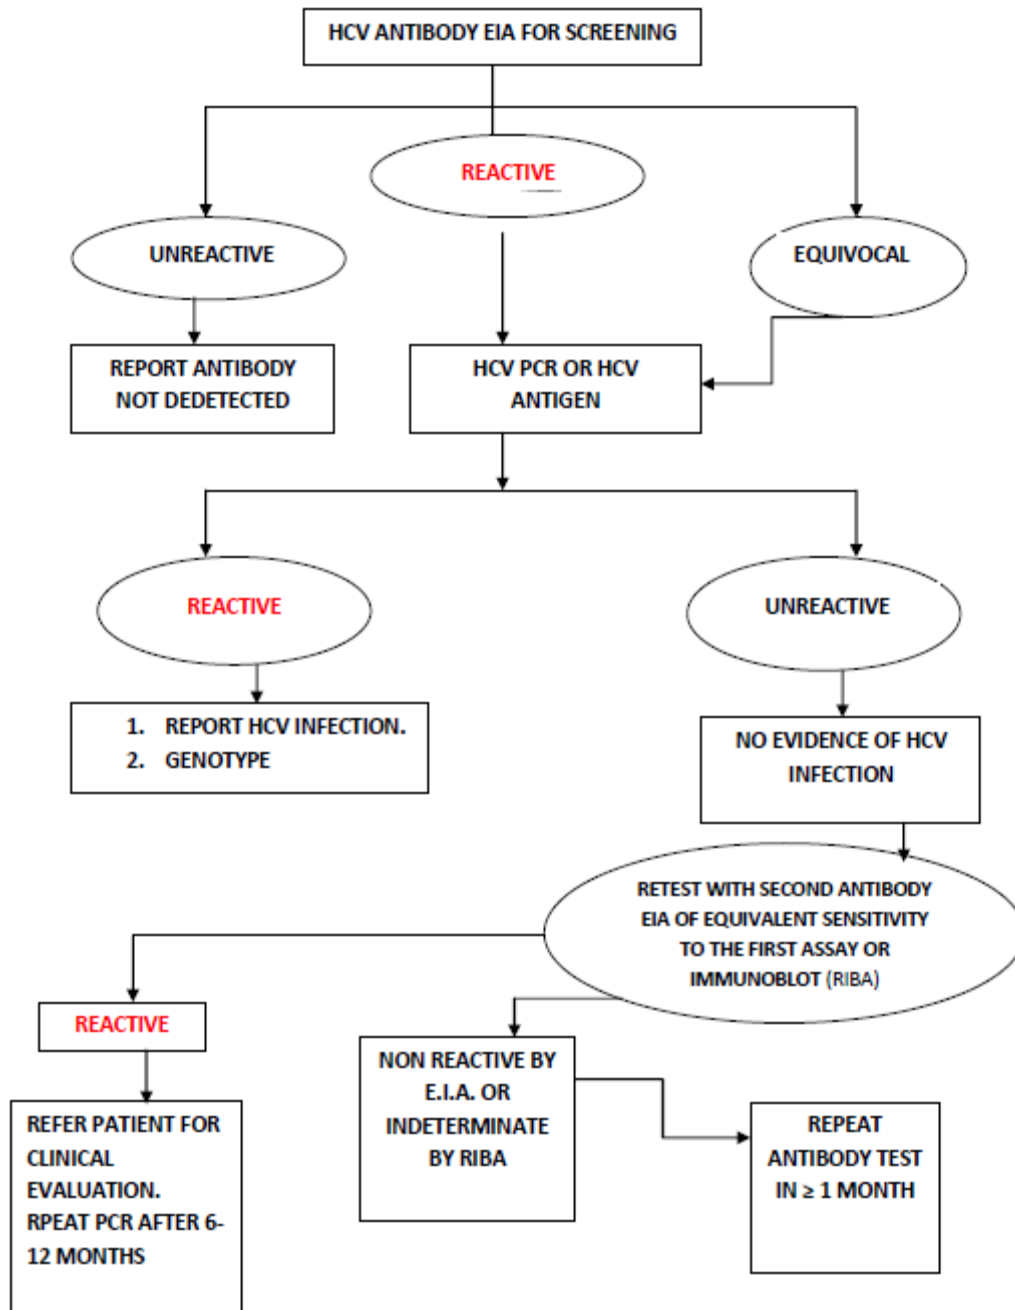 HCV ANTIBODY EIA FOR SCREENING
REACTIVE
UNREACTIVE
EQUIVOCAL
REPORT ANTIBODY
NOT DEDETECTED
HCV PCR OR HCV
ANTIGEN
REACTIVE
UNREACTIVE
1. REPORT HCV INFECTION.
2. GENOTYPE
NO EVIDENCE OF HCV
INFECTION
RETEST WITH SECOND ANTIBODY
EIA OF EQUIVALENT SENSITIVITY
TO THE FIRST ASSAY OR
IMMUNOBLOT (RIBA)
REACTIVE
NON REACTIVE BY
E.I.A. OR
INDETERMINATE
BY RIBA
REFER PATIENT FOR
CLINICAL
EVALUATION.
RPEAT PCR AFTER 6-
12 MONTHS
REPEAT
ANTIBODY TEST
IN ≥ 1 MONTH